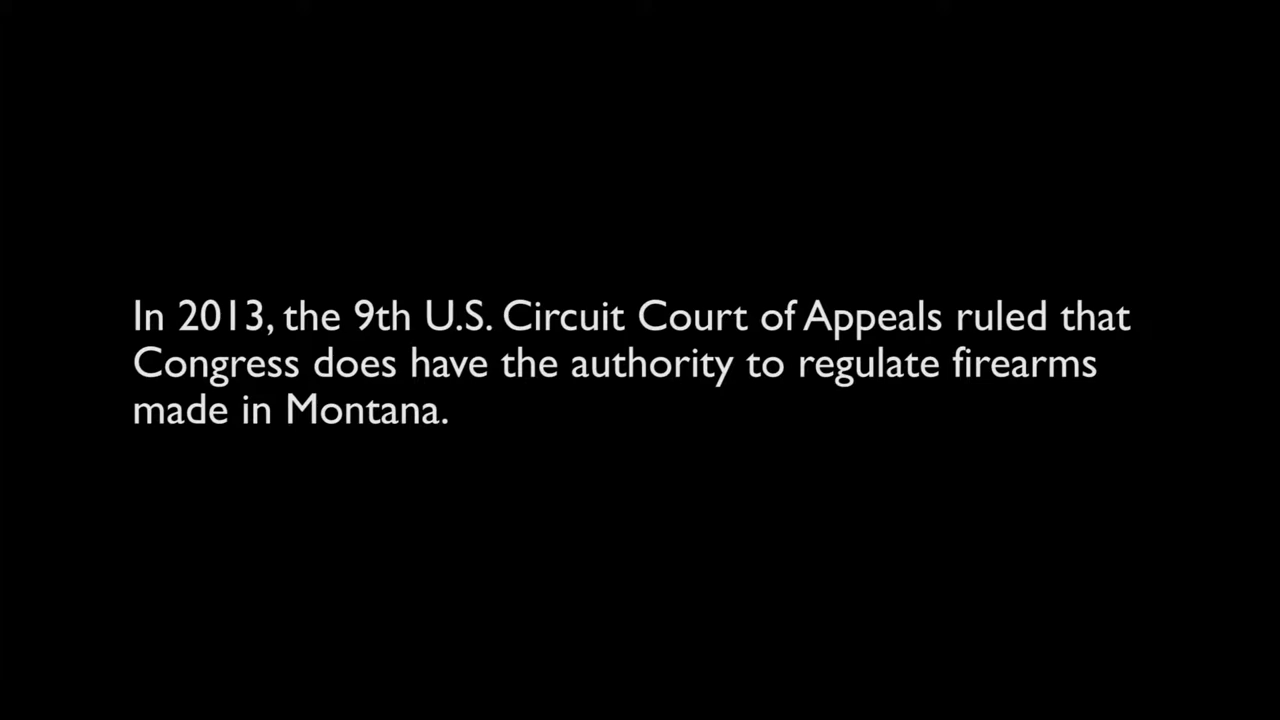 In 2013, the 9th U.S. Circuit Court of Appeals ruled that
Congress does have the authority to regulate firearms
made in Montana.